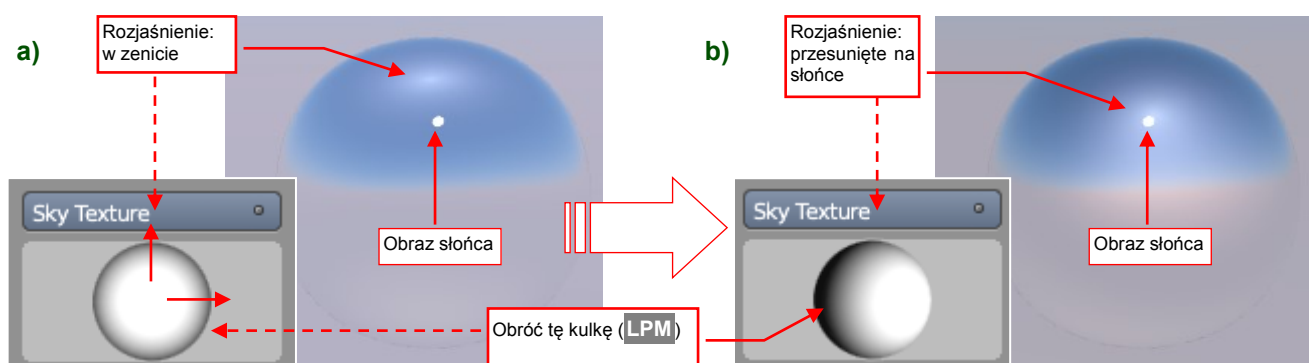 a)
Rozjaśnienie:
w zenicie
Sky Texture
Obraz słońca
Obróć tę kulkę (LPM)
b)
Rozjaśnienie:
przesunięte na
słońce
Sky Texture
Obraz słońca